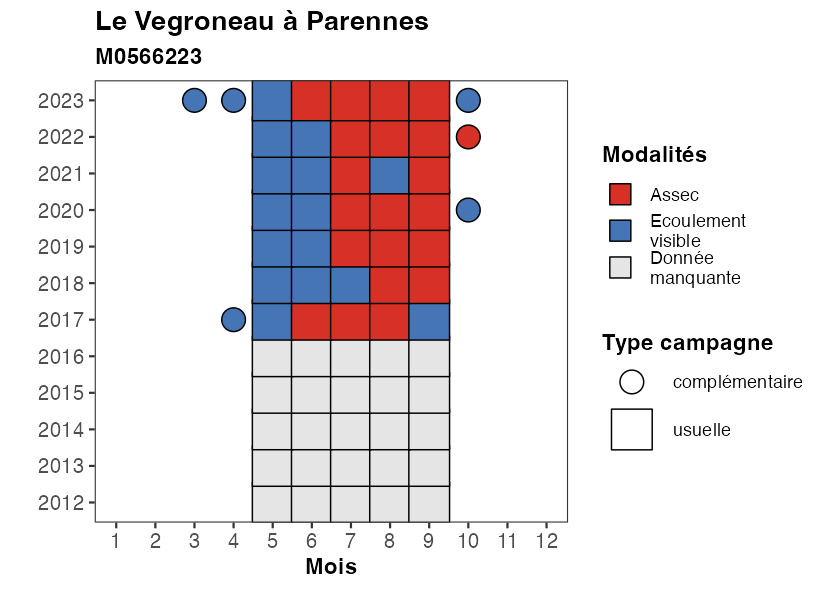 Le Vegroneau à Parennes
M0566223
2023
2022
2021
2020
2019
2018
2017
2016
2015
2014
2013
2012
1 2 3 4 5 6 7 8 9 10 11 12
Mois
Modalités
Assec
Ecoulement
visible
Donnée
manquante
Type campagne
complémentaire
usuelle